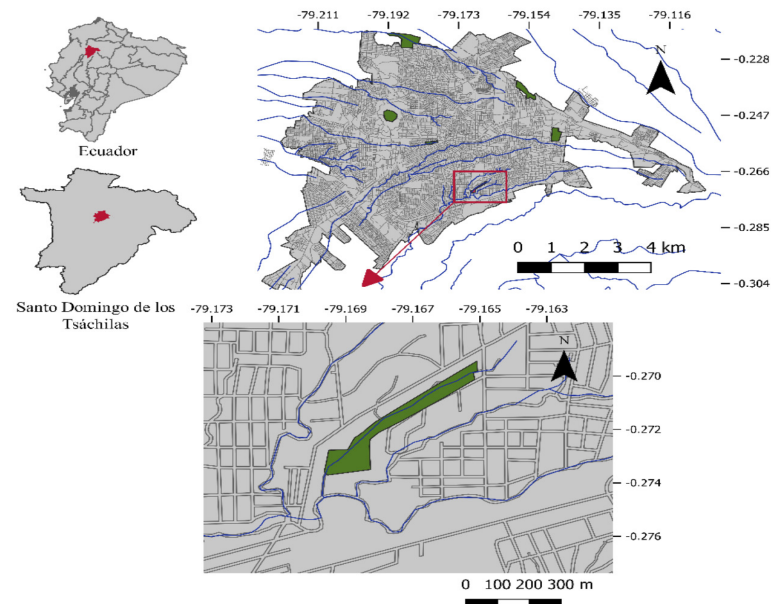 -79.211 -79.192 -79.173 -79.154 -79.135 -79.116
N
-0.228
-0.247
-0.266
-0.285
-0.304
0 1 2 3 4 km
Ecuador
Santo Domingo de los
Tsáchilas
-79.173 -79.171 -79.169 -79.167 -79.165 -79.163
N
-0.270
-0.272
-0.274
-0.276
0 100 200 300 m